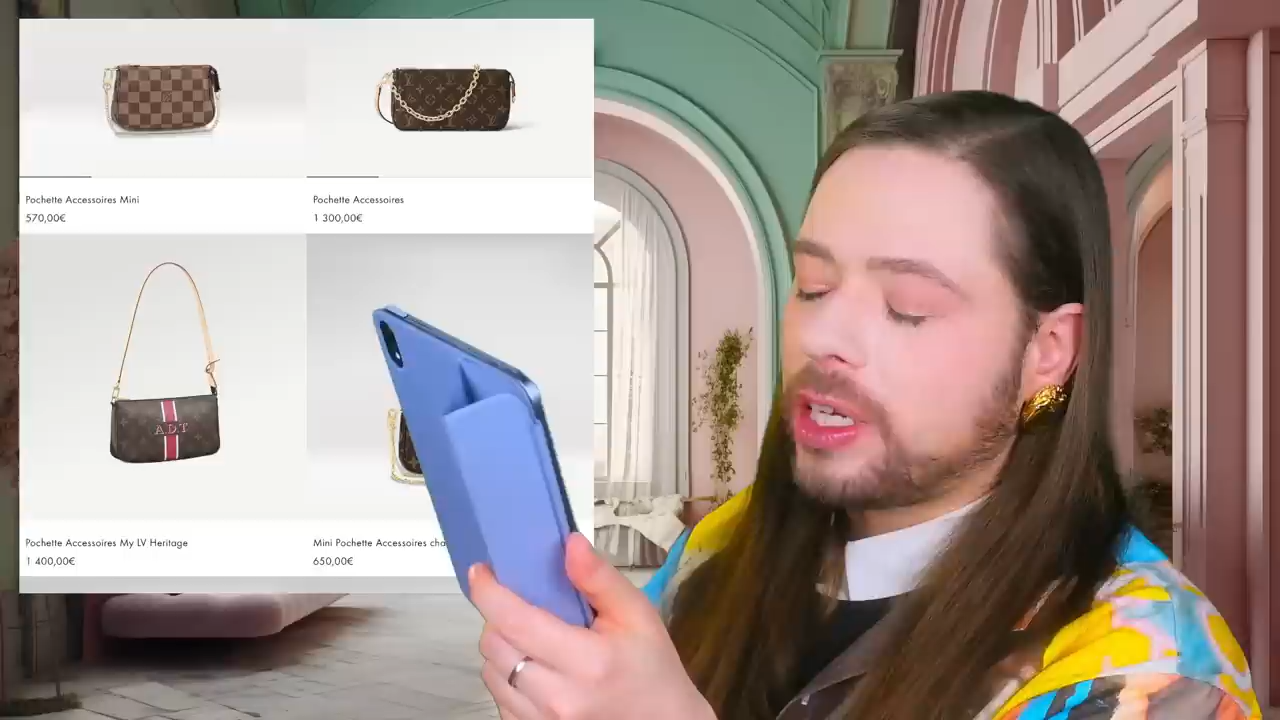 Pochette Accessoires Mini
570,00€
Pochette Accessoires
1 300,00€
A.D.T
Pochette Accessoires My LV Heritage
1 400,00€
Mini Pochette Accessoires
650,00€